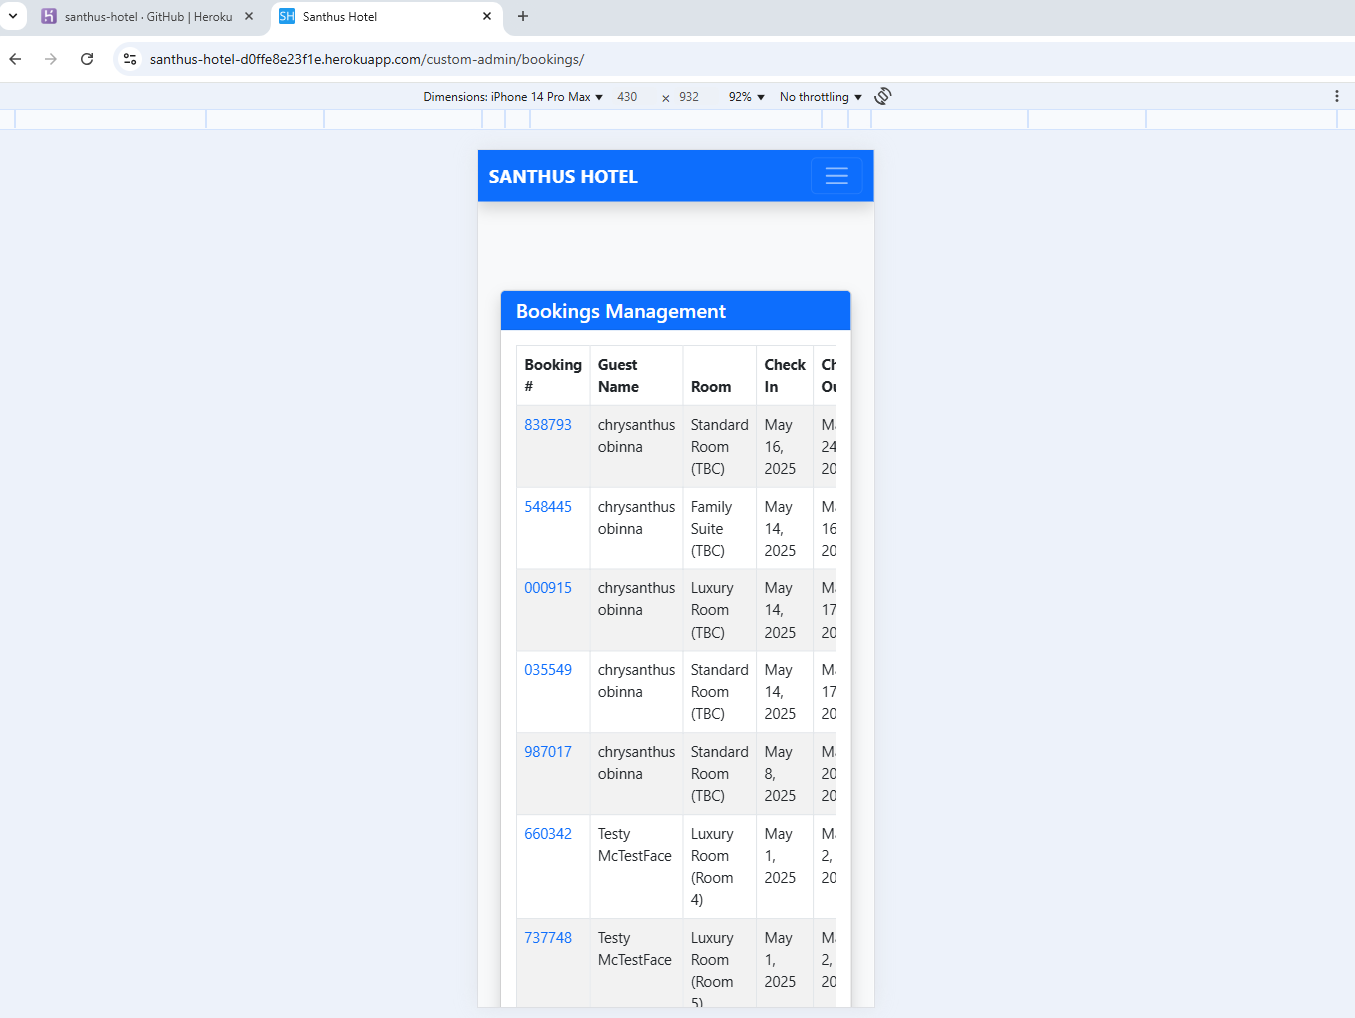 santhus-hotel · GitHub | Heroku
Santhus Hotel
santhus-hotel-d0ffe8e23f1e.herokuapp.com/custom-admin/bookings/
Dimensions: iPhone 14 Pro Max 430 × 932 92% No throttling
SANTHUS HOTEL
Bookings Management
Booking Guest Check
# Name Room In
838793 chrysanthus Standard May
obinna Room 16, 24
(TBC) 2025 20
548445 chrysanthus Family May
obinna Suite 14, 16
(TBC) 2025 20
000915 chrysanthus Luxury May
obinna Room 14, 17
(TBC) 2025 20
035549 chrysanthus Standard May
obinna Room 14, 17
(TBC) 2025 20
987017 chrysanthus Standard May
obinna Room 8, 20
(TBC) 2025 20
660342 Testy Luxury May
McTestFace Room 1, 2,
(Room 2025 20
4)
737748 Testy Luxury May
McTestFace Room 1, 2,
(Room 2025 20
5)